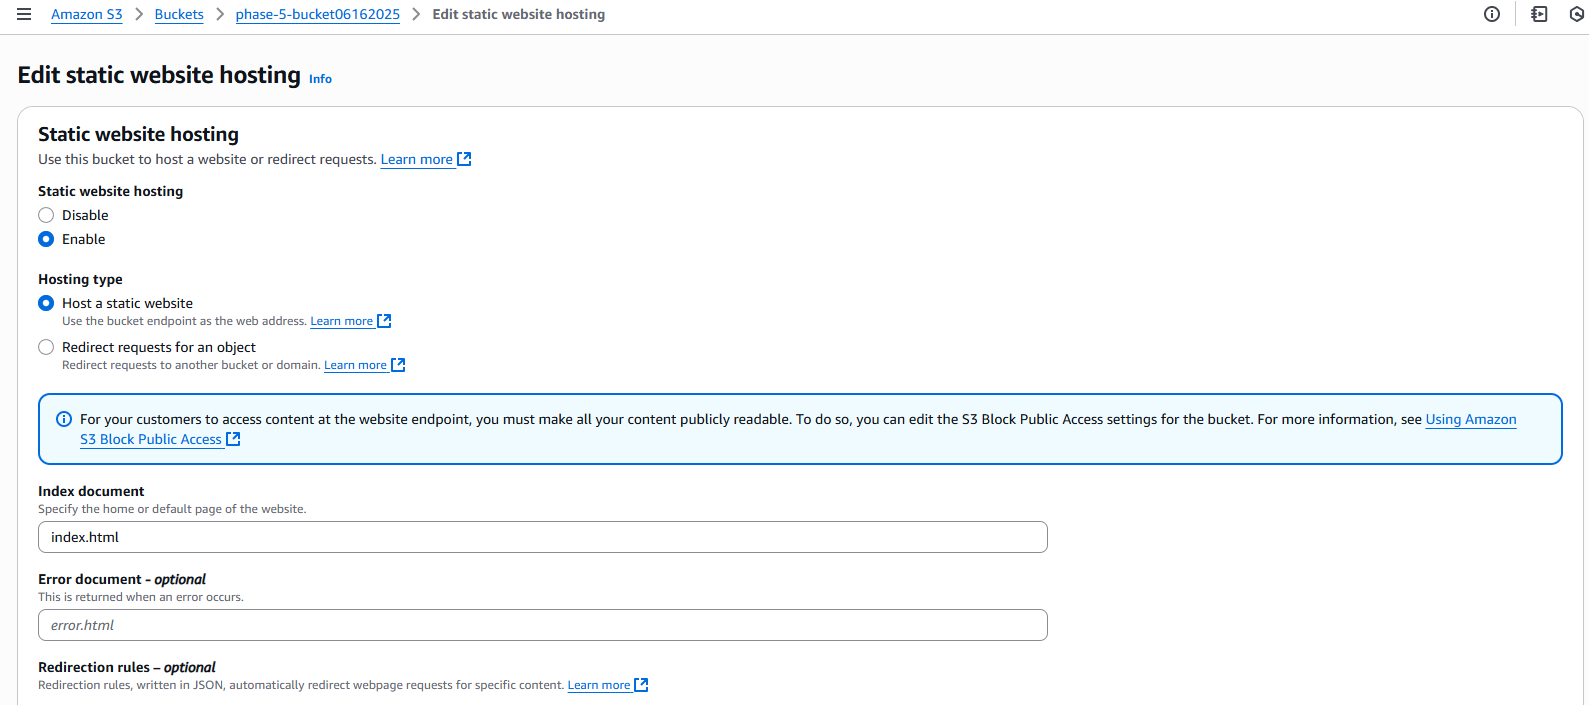 Amazon S3 > Buckets > phase-5-bucket06162025 > Edit static website hosting
Edit static website hosting Info
Static website hosting
Use this bucket to host a website or redirect requests. Learn more
Static website hosting
Disable
Enable
Hosting type
Host a static website
Use the bucket endpoint as the web address. Learn more
Redirect requests for an object
Redirect requests to another bucket or domain. Learn more
For your customers to access content at the website endpoint, you must make all your content publicly readable. To do so, you can edit the S3 Block Public Access settings for the bucket. For more information, see Using Amazon
S3 Block Public Access
Index document
Specify the home or default page of the website.
index.html
Error document - optional
This is returned when an error occurs.
error.html
Redirection rules – optional
Redirection rules, written in JSON, automatically redirect webpage requests for specific content. Learn more